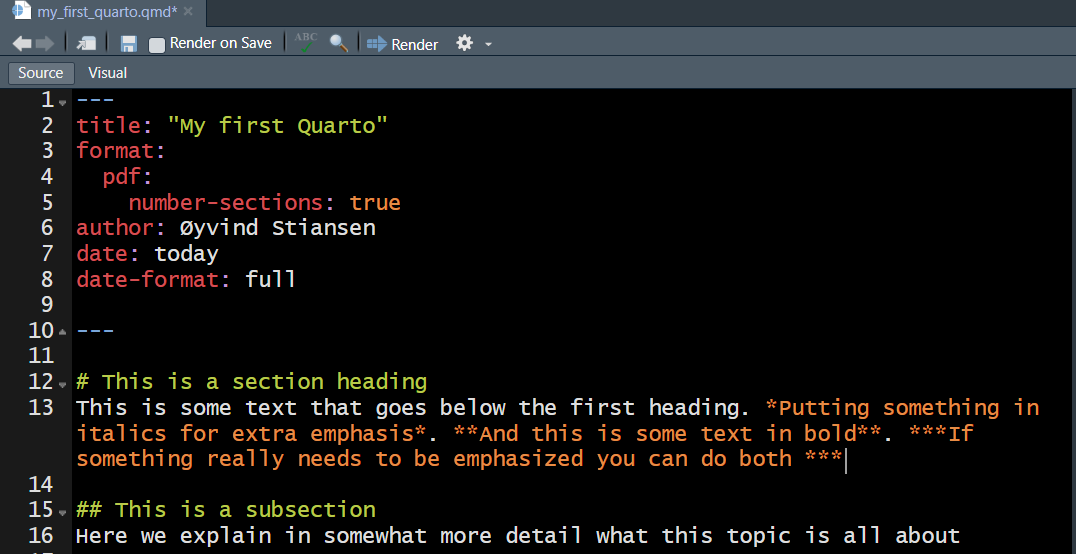 my_first_quarto.qmd*
Render on Save ABC Render
Source Visual
1 ---
2 title: "My first Quarto"
3 format:
4   pdf:
5     number-sections: true
6 author: Øyvind Stiansen
7 date: today
8 date-format: full
9
10 ---
11
12 # This is a section heading
13 This is some text that goes below the first heading. *Putting something in
italics for extra emphasis*. **And this is some text in bold**. ***If
something really needs to be emphasized you can do both ***
14
15 ## This is a subsection
16 Here we explain in somewhat more detail what this topic is all about